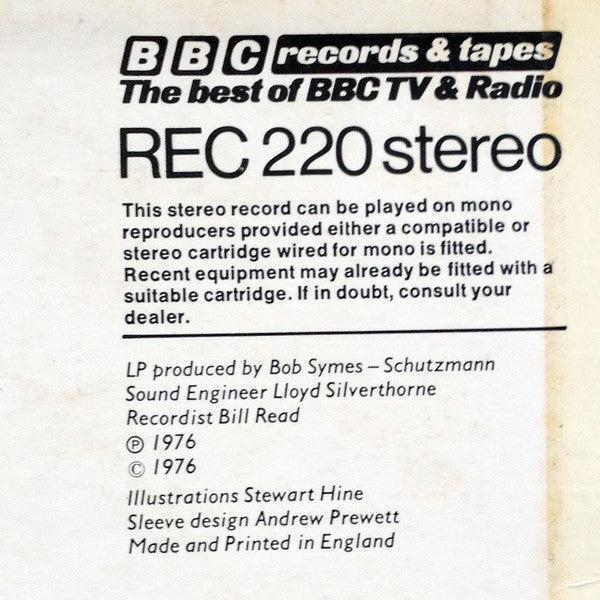 BBC records & tapes
The best of BBC TV & Radio
REC 220 stereo
This stereo record can be played on mono
reproducers provided either a compatible or
stereo cartridge wired for mono is fitted.
Recent equipment may already be fitted with a
suitable cartridge. If in doubt, consult your
dealer.
LP produced by Bob Symes – Schutzmann
Sound Engineer Lloyd Silverthorne
Recordist Bill Read
℗ 1976
© 1976
Illustrations Stewart Hine
Sleeve design Andrew Prewett
Made and Printed in England